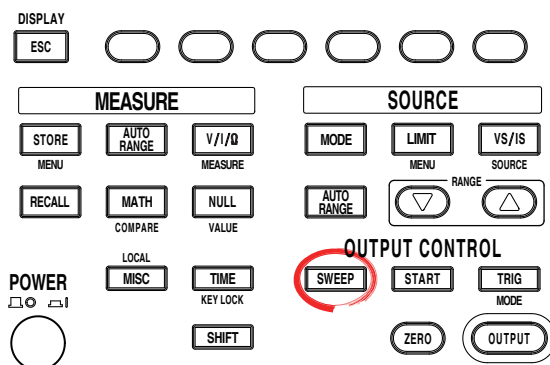 DISPLAY
ESC
MEASURE
SOURCE
STORE
AUTO RANGE
V/I/Ω
MODE
LIMIT
VS/IS
MENU
MEASURE
MENU
SOURCE
RECALL
MATH
NULL
AUTO RANGE
RANGE
COMPARE
VALUE
OUTPUT CONTROL
LOCAL
MISC
TIME
SWEEP
START
TRIG
POWER
KEY LOCK
MODE
SHIFT
ZERO
OUTPUT